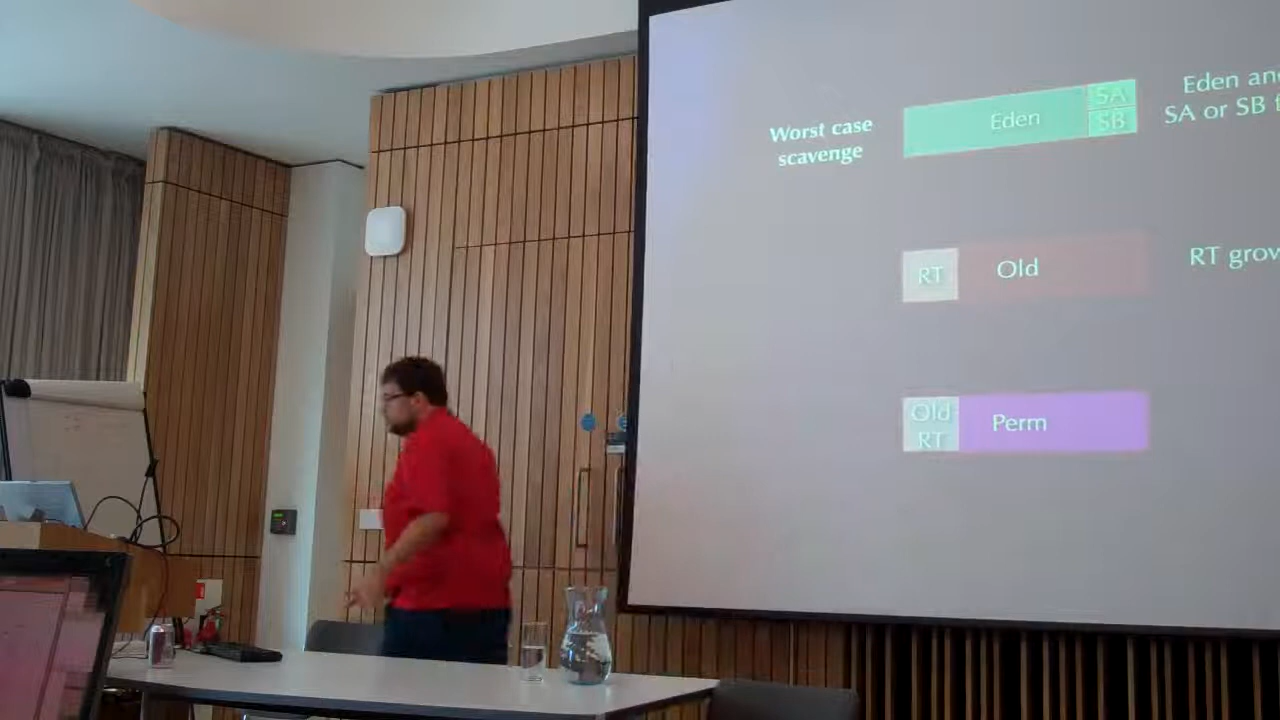 Worst case
scavenge
Eden
SA
SB
Eden and
SA or SB
RT
Old
RT grow
Old
RT
Perm